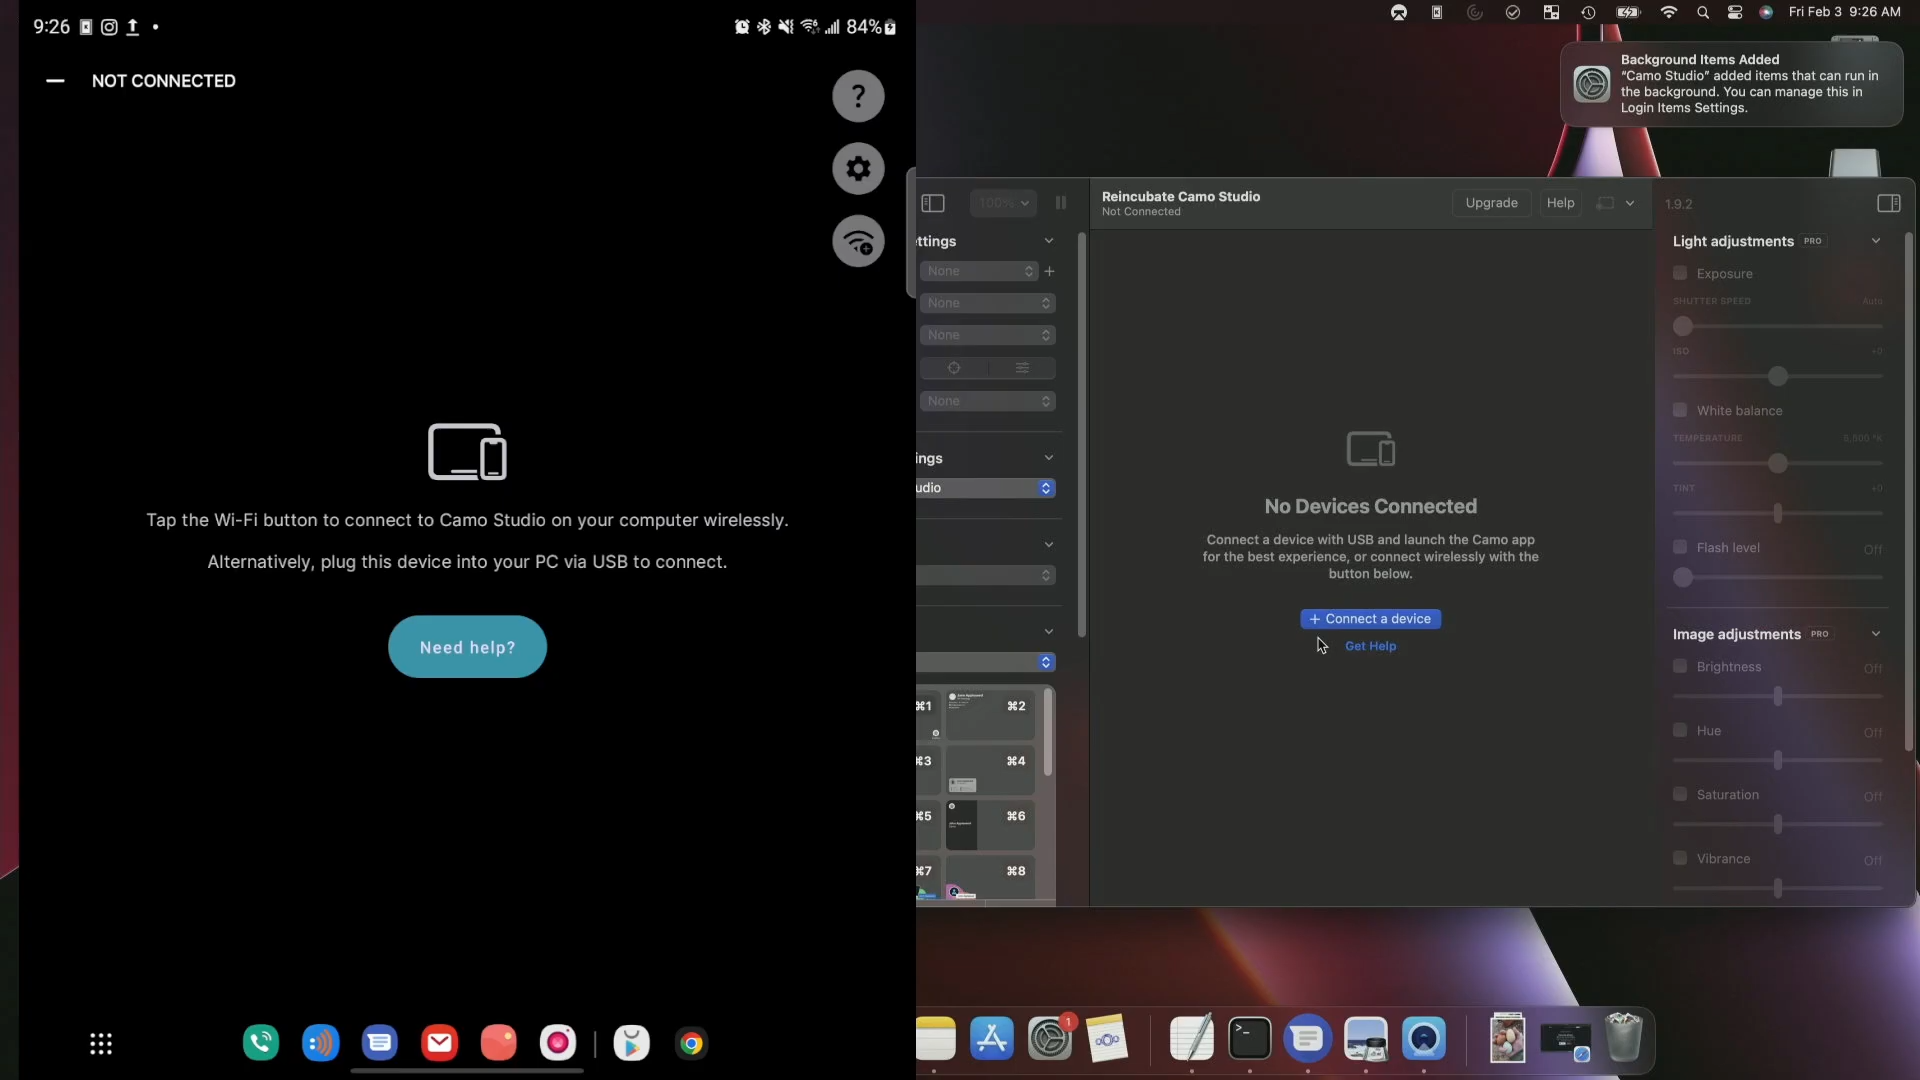 9:26
84%
NOT CONNECTED
?
Tap the Wi-Fi button to connect to Camo Studio on your computer wirelessly.
Alternatively, plug this device into your PC via USB to connect.
Need help?
Fri Feb 3 9:26 AM
Background Items Added
“Camo Studio” added items that can run in
the background. You can manage this in
Login Items Settings.
100%
Reincubate Camo Studio
Not Connected
Upgrade
Help
1.9.2
ttings
None
None
None
None
ings
udio
⌘1
⌘2
⌘3
⌘4
⌘5
⌘6
⌘7
⌘8
No Devices Connected
Connect a device with USB and launch the Camo app
for the best experience, or connect wirelessly with the
button below.
+ Connect a device
Get Help
Light adjustments PRO
Exposure
SHUTTER SPEED Auto
ISO +0
White balance
TEMPERATURE
TINT +0
Flash level Off
Image adjustments PRO
Brightness Off
Hue Off
Saturation Off
Vibrance Off
1